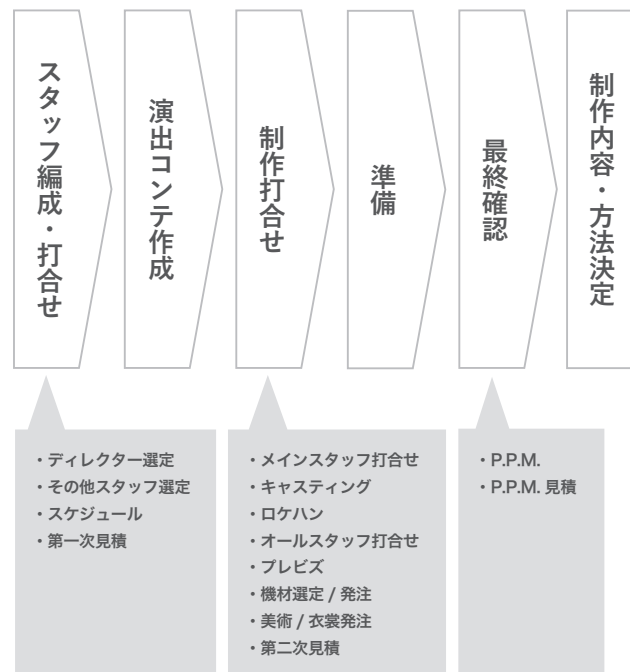 スタッフ編成・打合せ
演出コンテ作成
制作打合せ
準備
最終確認
制作内容・方法決定
・ディレクター選定
・その他スタッフ選定
・スケジュール
・第一次見積
・メインスタッフ打合せ
・キャスティング
・ロケハン
・オールスタッフ打合せ
・プレビズ
・機材選定 / 発注
・美術 / 衣裳発注
・第二次見積
・P.P.M.
・P.P.M. 見積